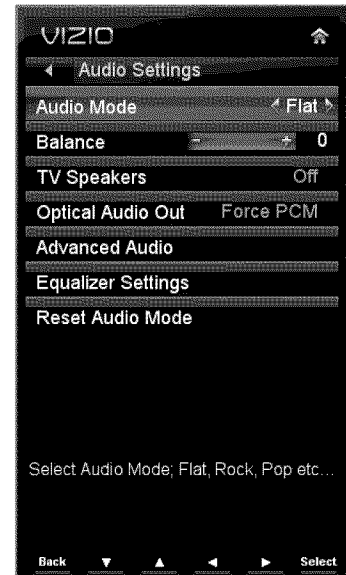 VIZIO
Audio Settings
Audio Mode Flat
Balance - + 0
TV Speakers Off
Optical Audio Out Force PCM
Advanced Audio
Equalizer Settings
Reset Audio Mode
Select Audio Mode; Flat, Rock, Pop etc...
Back Select